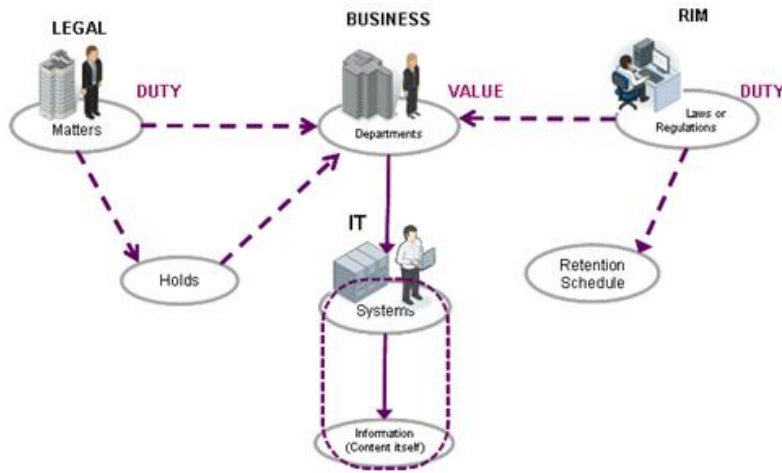 LEGAL
BUSINESS
RIM
DUTY
VALUE
DUTY
Matters
Departments
Laws or
Regulations
IT
Holds
Retention
Schedule
Systems
Information
(Content itself)